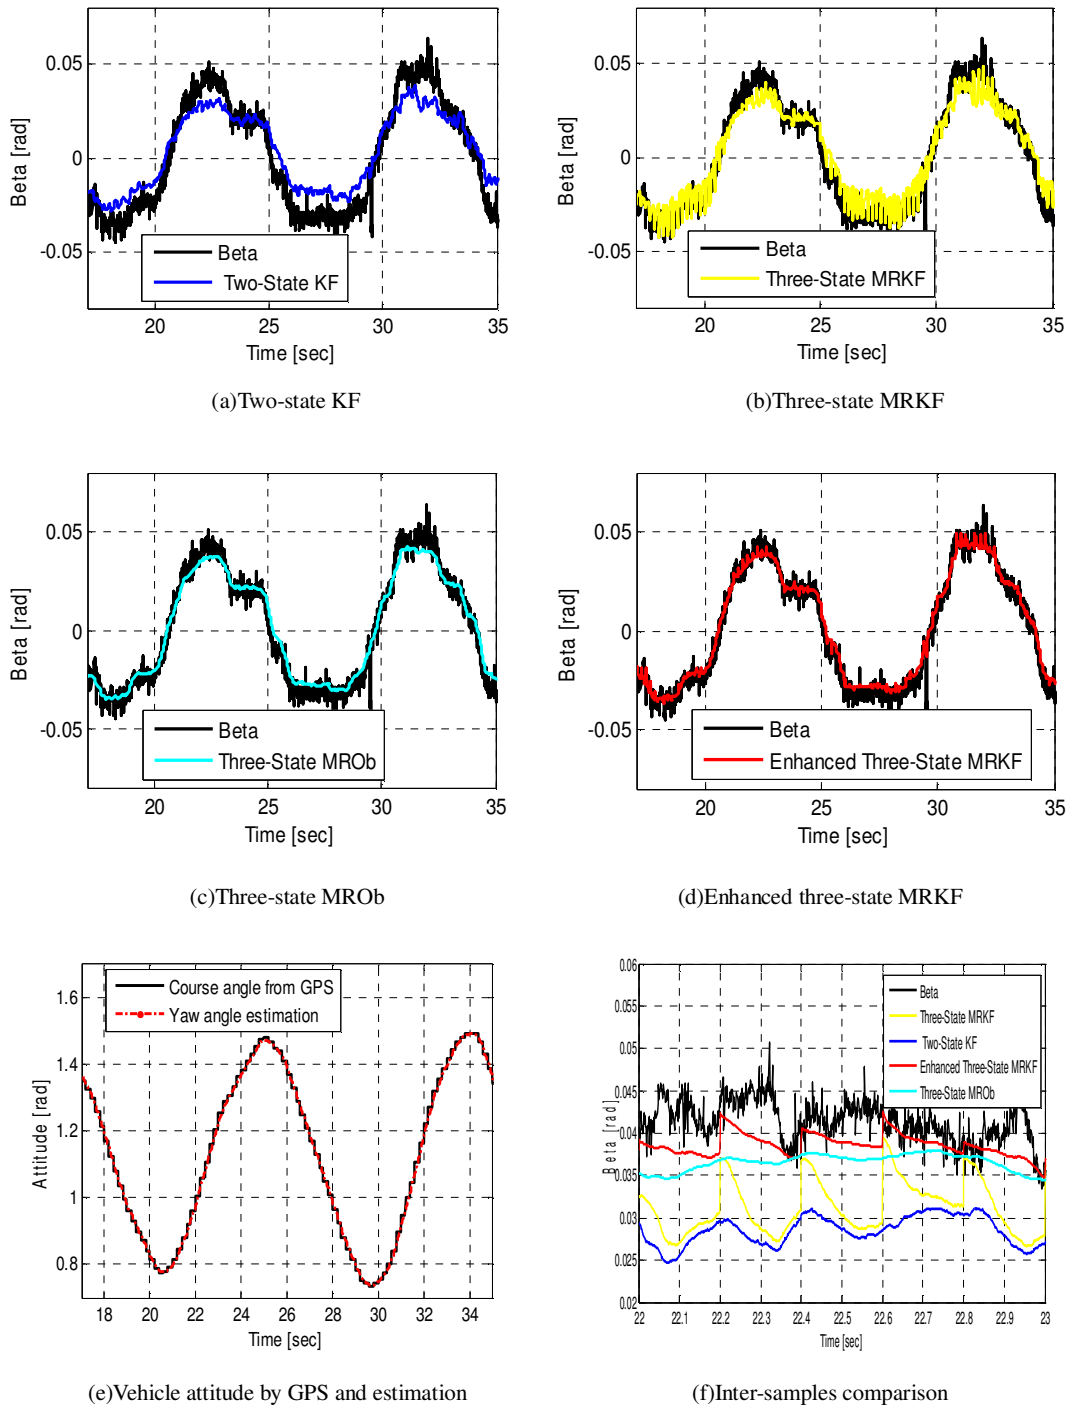 0.05
0
-0.05
Beta [rad]
Beta
Two-State KF
20
25
30
35
Time [sec]
(a)Two-state KF
0.05
0
-0.05
Beta [rad]
Beta
Three-State MRKF
20
25
30
35
Time [sec]
(b)Three-state MRKF
0.05
0
-0.05
Beta [rad]
Beta
Three-State MROb
20
25
30
35
Time [sec]
(c)Three-state MROb
0.05
0
-0.05
Beta [rad]
Beta
Enhanced Three-State MRKF
20
25
30
35
Time [sec]
(d)Enhanced three-state MRKF
1.6
1.4
1.2
1
0.8
Attitude [rad]
Course angle from GPS
Yaw angle estimation
18
20
22
24
26
28
30
32
34
Time [sec]
(e)Vehicle attitude by GPS and estimation
0.06
0.055
0.05
0.045
0.04
0.035
0.03
0.025
0.02
Beta [rad]
Beta
Three-State MRKF
Two-State KF
Enhanced Three-State MRKF
Three-State MROb
22
22.1
22.2
22.3
22.4
22.5
22.6
22.7
22.8
22.9
23
Time [sec]
(f)Inter-samples comparison